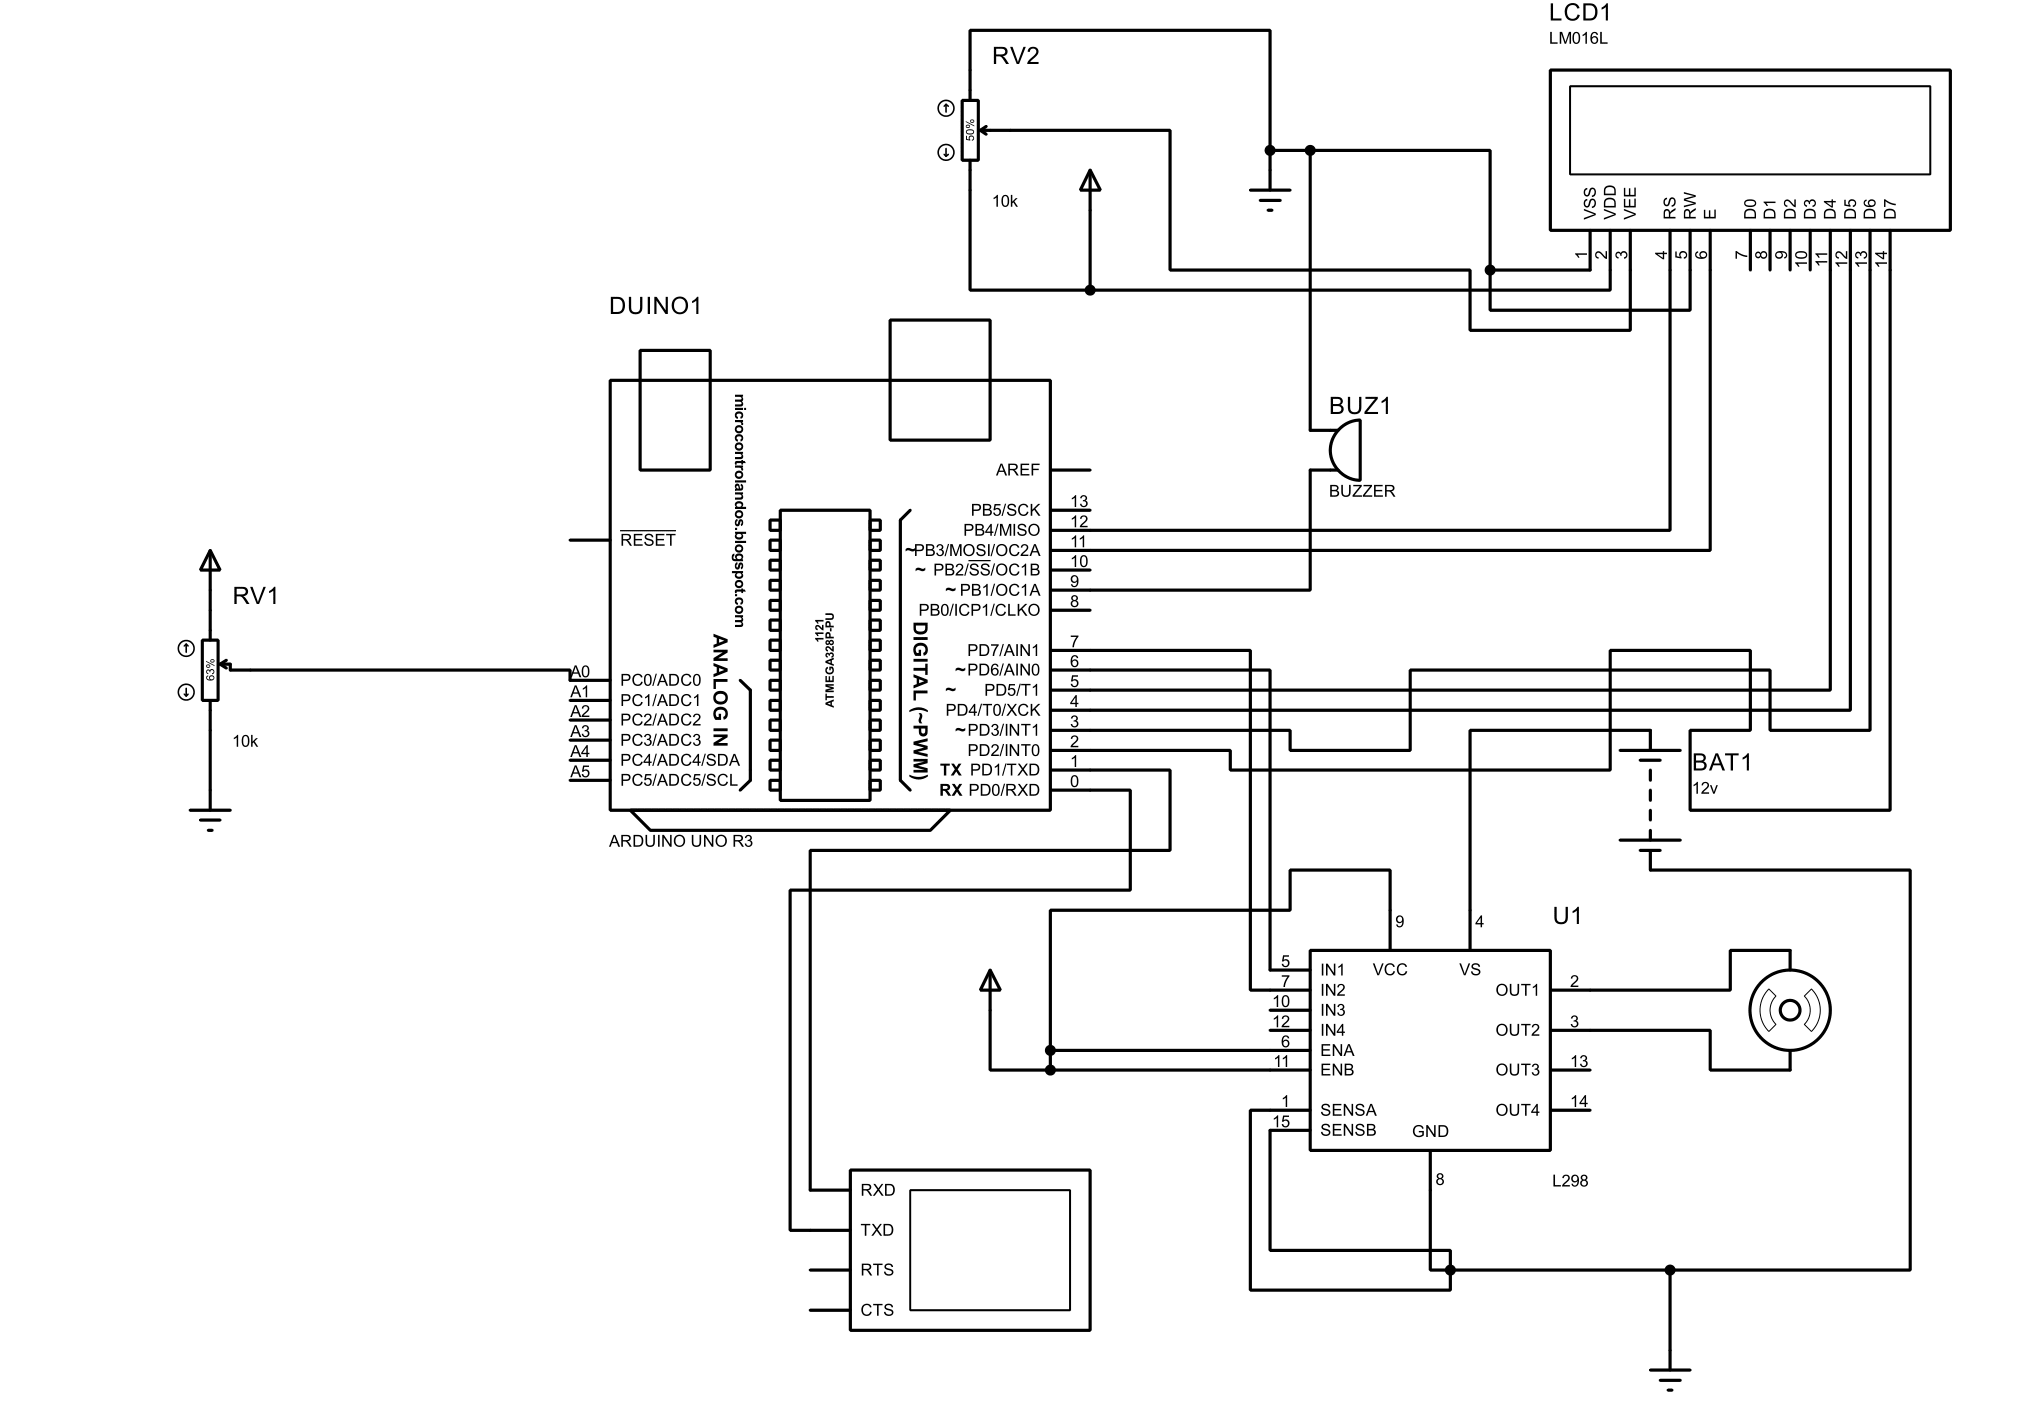 LCD1
LM016L
RV2
50%
10k
VSS
VDD
VEE
RS
RW
E
D0
D1
D2
D3
D4
D5
D6
D7
1
2
3
4
5
6
7
8
9
10
11
12
13
14
DUINO1
microcontrolandos.blogspot.com
BUZ1
BUZZER
AREF
PB5/SCK 13
PB4/MISO 12
~PB3/MOSI/OC2A 11
~ PB2/SS/OC1B 10
~ PB1/OC1A 9
PB0/ICP1/CLKO 8
PD7/AIN1 7
~PD6/AIN0 6
~ PD5/T1 5
PD4/T0/XCK 4
~PD3/INT1 3
PD2/INT0 2
TX PD1/TXD 1
RX PD0/RXD 0
RESET
A0 PC0/ADC0
A1 PC1/ADC1
A2 PC2/ADC2
A3 PC3/ADC3
A4 PC4/ADC4/SDA
A5 PC5/ADC5/SCL
ANALOG IN
1121
ATMEGA328P-PU
DIGITAL (~PWM)
ARDUINO UNO R3
RV1
63%
10k
BAT1
12v
U1
9
4
VCC
VS
5 IN1
7 IN2
10 IN3
12 IN4
6 ENA
11 ENB
1 SENSA
15 SENSB
GND
8
OUT1 2
OUT2 3
OUT3 13
OUT4 14
L298
RXD
TXD
RTS
CTS